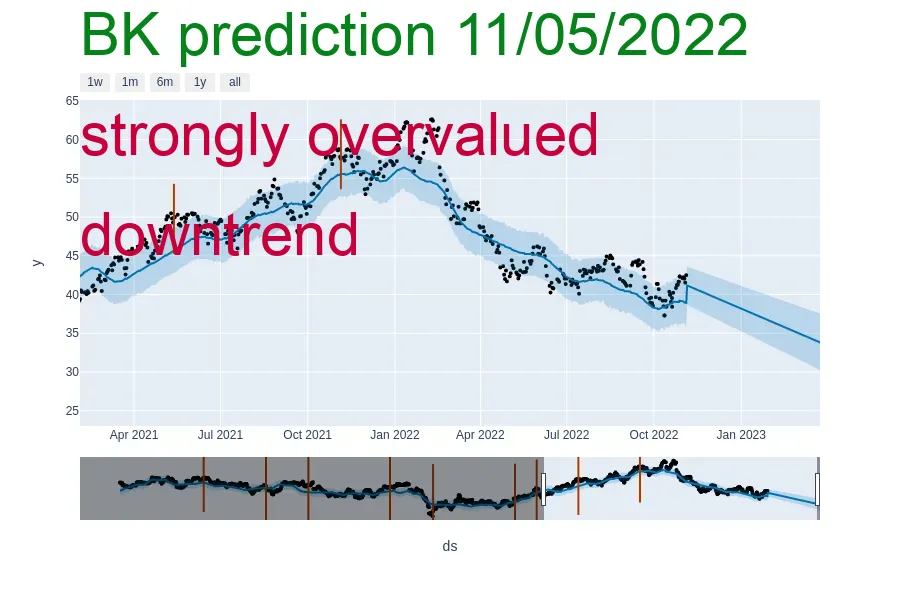 BK prediction 11/05/2022
1w 1m 6m 1y all
65
strongly overvalued
60
55
50
downtrend
45
y
40
35
30
25
Apr 2021 Jul 2021 Oct 2021 Jan 2022 Apr 2022 Jul 2022 Oct 2022 Jan 2023
ds